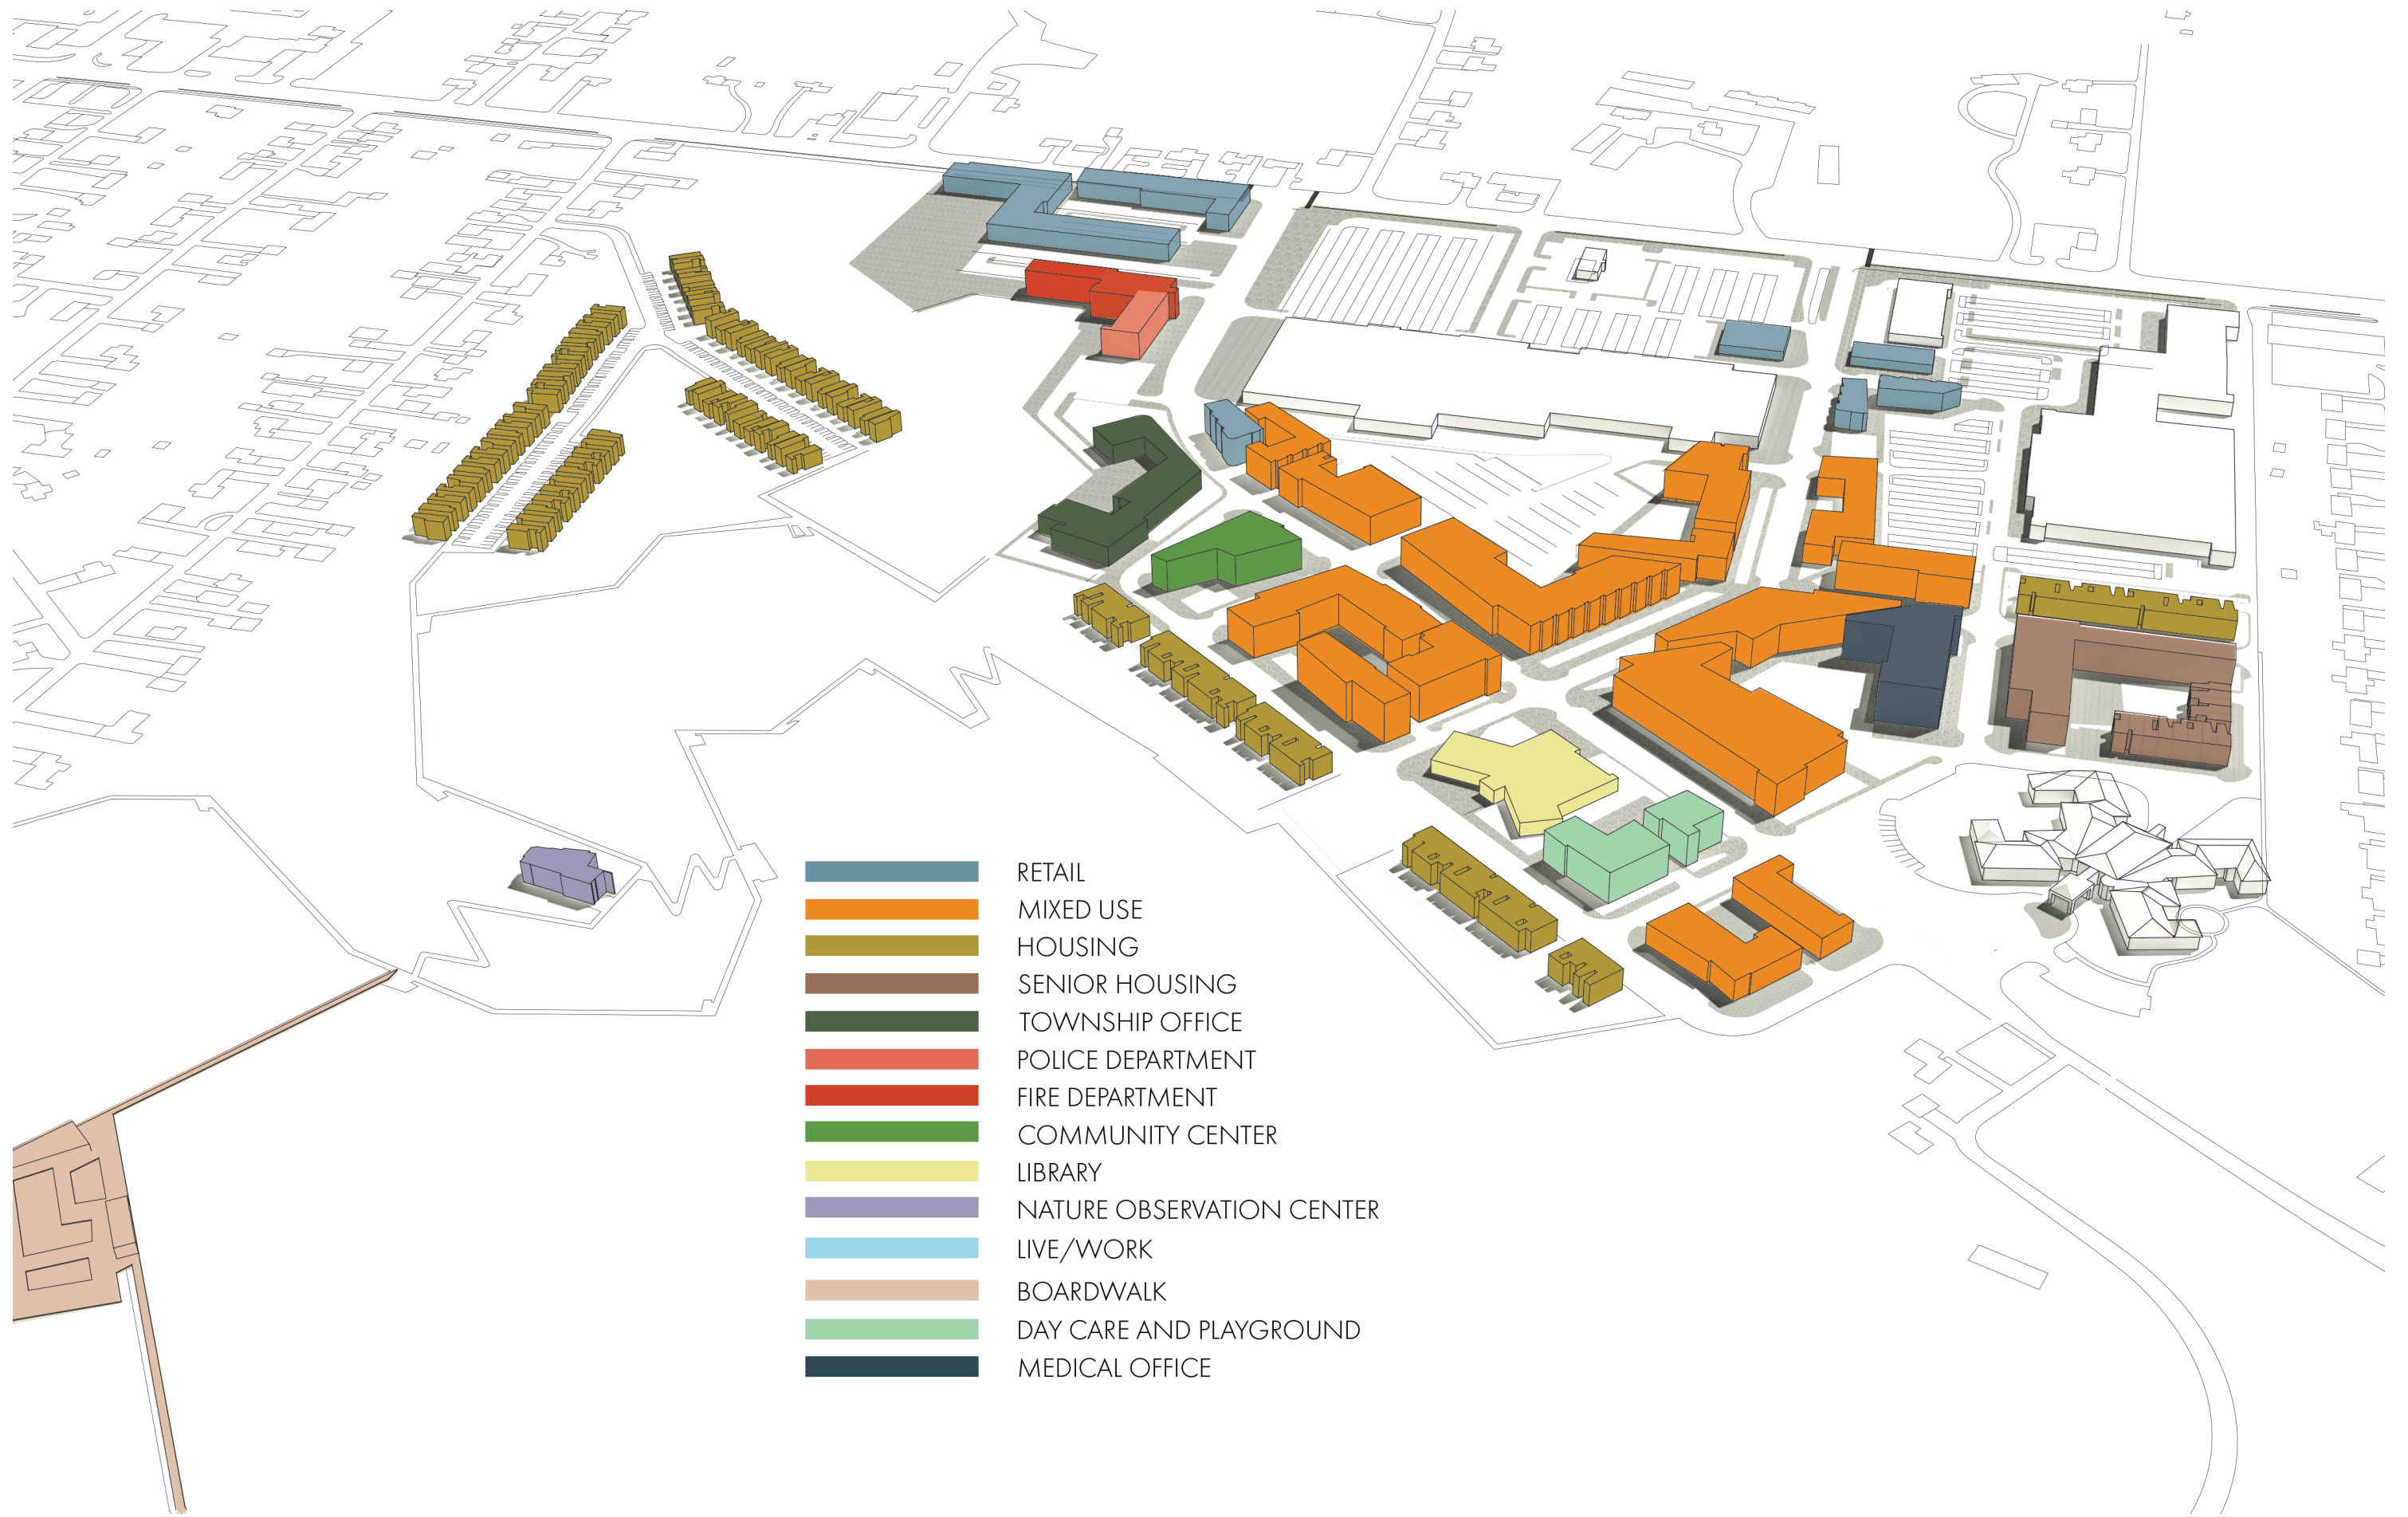 RETAIL
MIXED USE
HOUSING
SENIOR HOUSING
TOWNSHIP OFFICE
POLICE DEPARTMENT
FIRE DEPARTMENT
COMMUNITY CENTER
LIBRARY
NATURE OBSERVATION CENTER
LIVE/WORK
BOARDWALK
DAY CARE AND PLAYGROUND
MEDICAL OFFICE